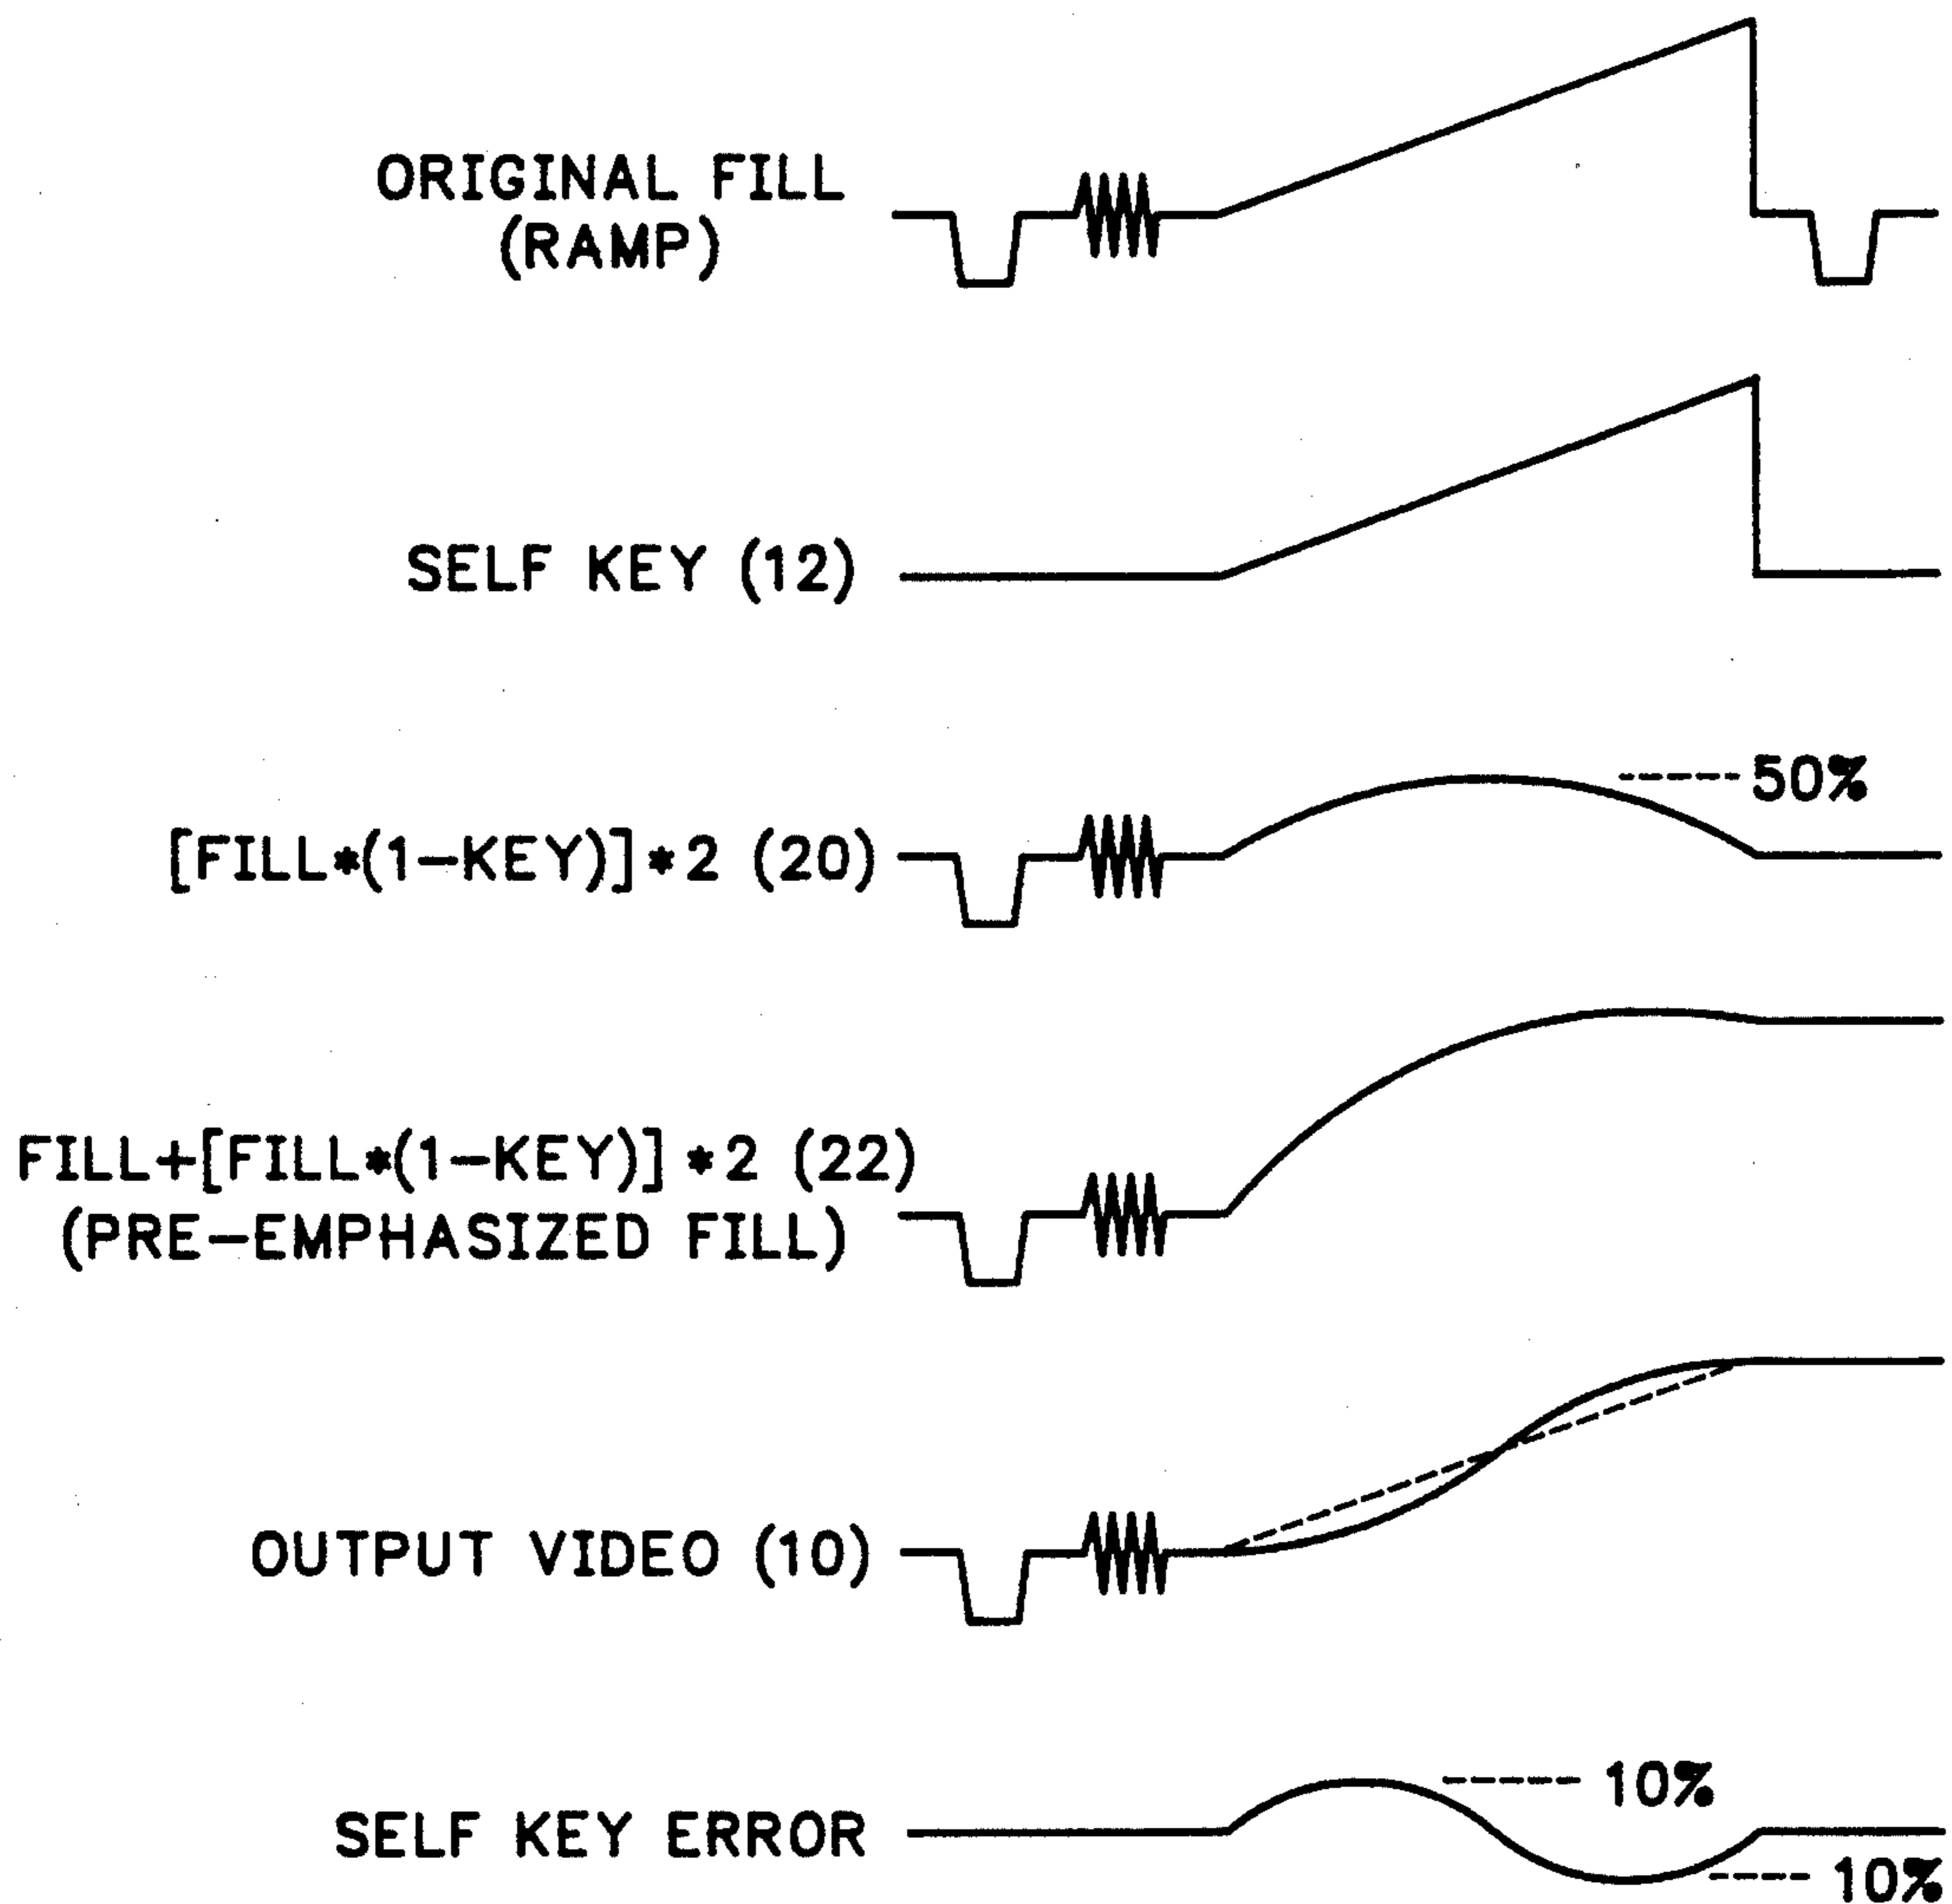 ORIGINAL FILL
(RAMP)
SELF KEY (12)
50%
[FILL*(1-KEY)]*2 (20)
FILL+[FILL*(1-KEY)]*2 (22)
(PRE-EMPHASIZED FILL)
OUTPUT VIDEO (10)
10%
SELF KEY ERROR
10%